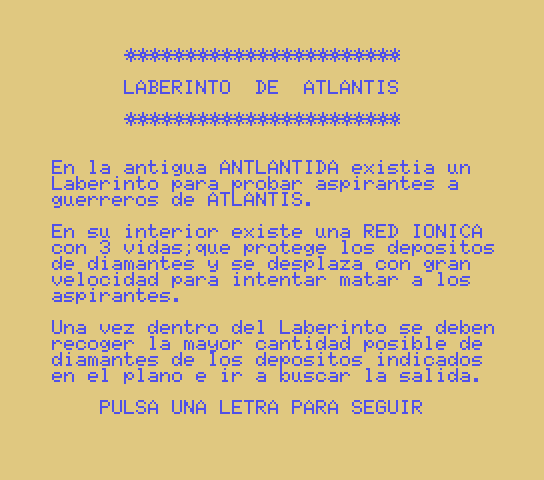 ***********************
LABERINTO  DE  ATLANTIS
***********************
En la antigua ANTLANTIDA existia un
Laberinto para probar aspirantes a
guerreros de ATLANTIS.
En su interior existe una RED IONICA
con 3 vidas;que protege los depositos
de diamantes y se desplaza con gran
velocidad para intentar matar a los
aspirantes.
Una vez dentro del Laberinto se deben
recoger la mayor cantidad posible de
diamantes de los depositos indicados
en el plano e ir a buscar la salida.
PULSA UNA LETRA PARA SEGUIR